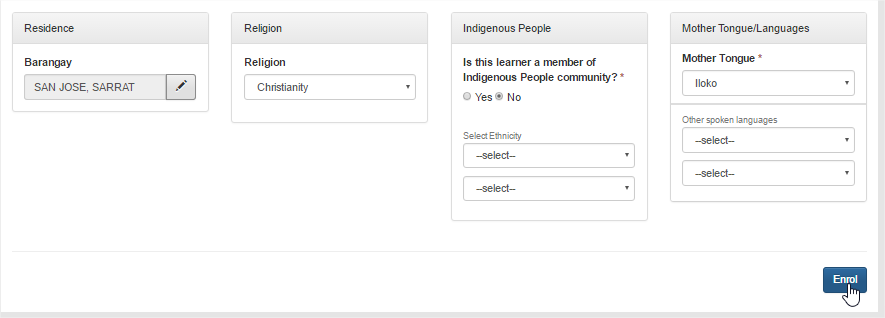 Residence
Barangay
SAN JOSE, SARRAT
Religion
Religion
Christianity
Indigenous People
Is this learner a member of
Indigenous People community? *
Yes No
Select Ethnicity
--select--
--select--
Mother Tongue/Languages
Mother Tongue *
Iloko
Other spoken languages
--select--
--select--
Enrol